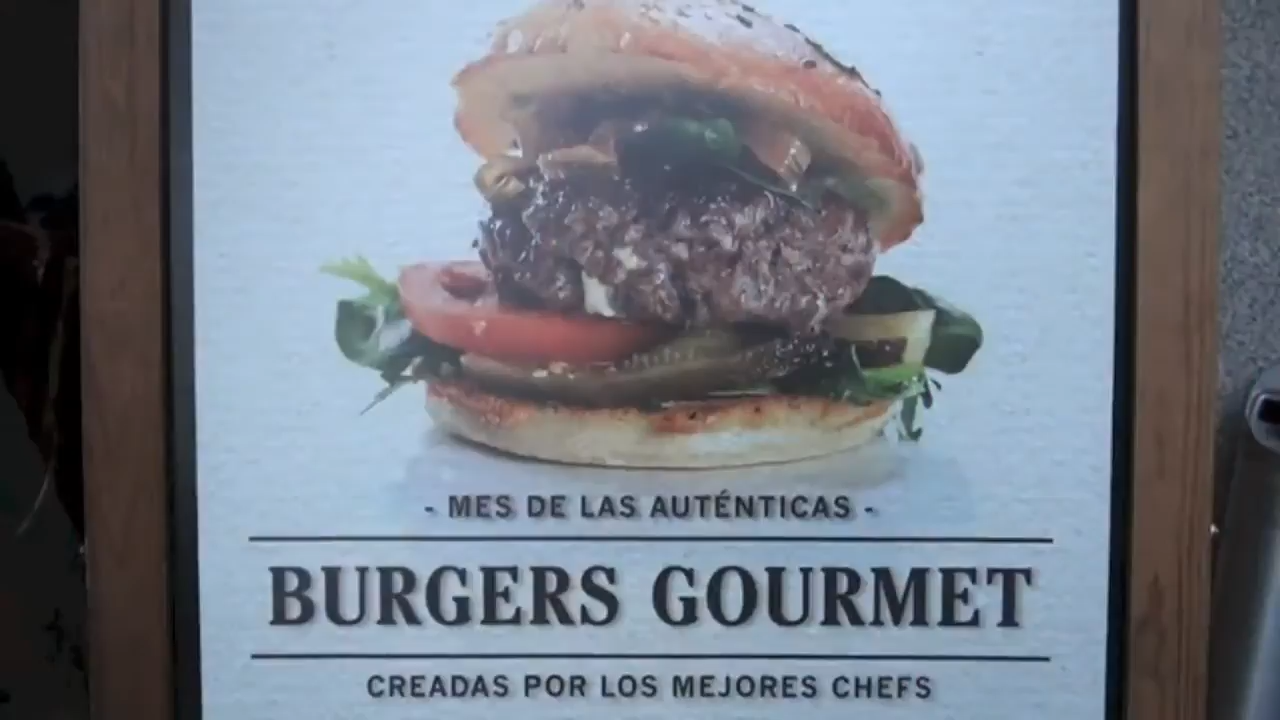 - MES DE LAS AUTÉNTICAS -
BURGERS GOURMET
CREADAS POR LOS MEJORES CHEFS